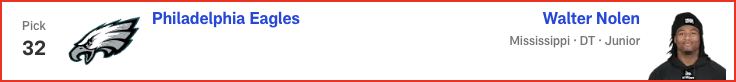 Pick
32
Philadelphia Eagles
Walter Nolen
Mississippi · DT · Junior